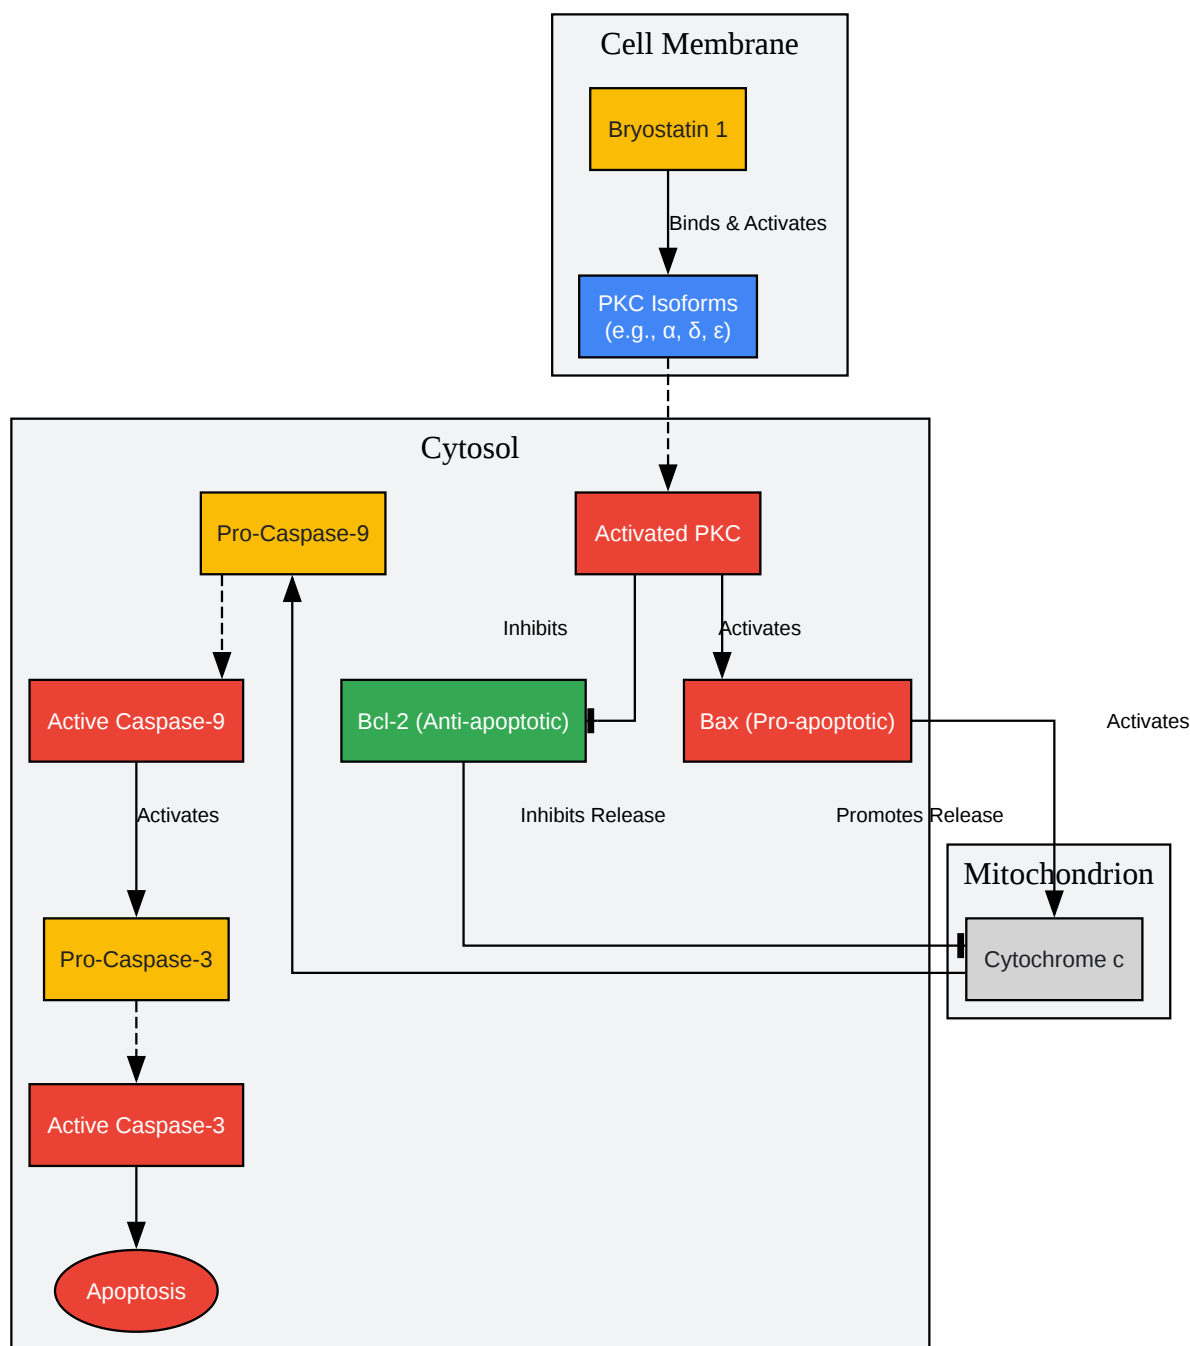 Cell Membrane
Bryostatin 1
Binds & Activates
PKC Isoforms
(e.g., α, δ, ε)
Cytosol
Pro-Caspase-9
Activated PKC
Inhibits
Activates
Active Caspase-9
Bcl-2 (Anti-apoptotic)
Bax (Pro-apoptotic)
Activates
Activates
Inhibits Release
Promotes Release
Mitochondrion
Pro-Caspase-3
Cytochrome c
Active Caspase-3
Apoptosis